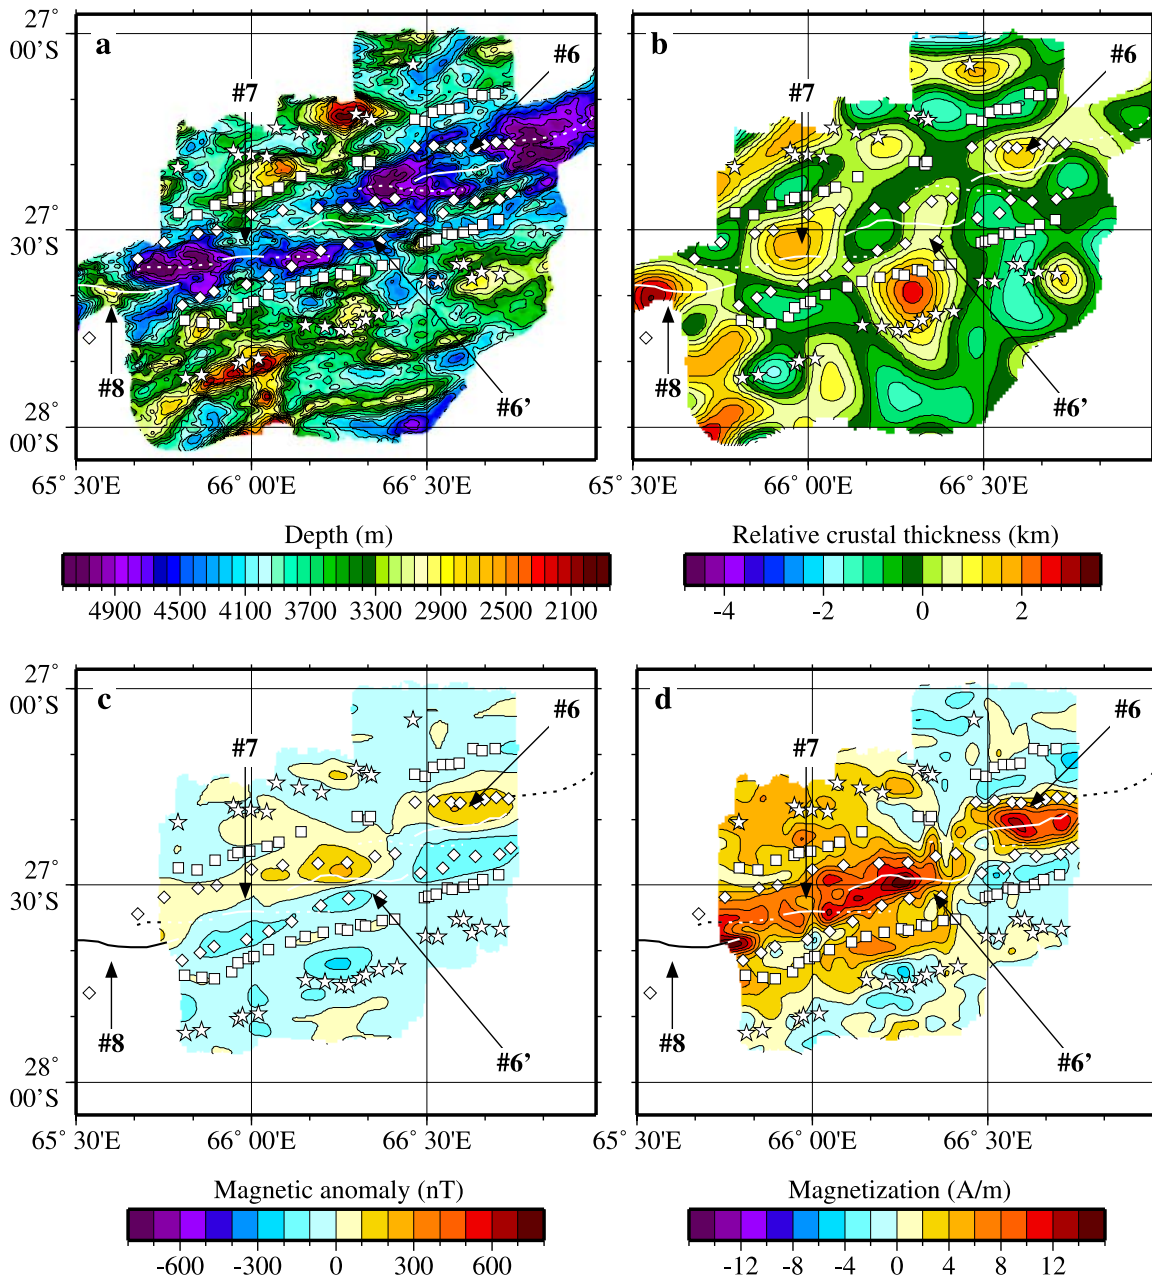 27°
00'S
a
#6
#7
27°
30'S
#8
#6'
28°
00'S
65° 30'E
66° 00'E
66° 30'E
b
#6
#7
#8
#6'
65° 30'E
66° 00'E
66° 30'E
Depth (m)
4900
4500
4100
3700
3300
2900
2500
2100
Relative crustal thickness (km)
-4
-2
0
2
27°
00'S
c
#6
#7
27°
30'S
#8
#6'
28°
00'S
65° 30'E
66° 00'E
66° 30'E
d
#6
#7
#8
#6'
65° 30'E
66° 00'E
66° 30'E
Magnetic anomaly (nT)
-600
-300
0
300
600
Magnetization (A/m)
-12
-8
-4
0
4
8
12